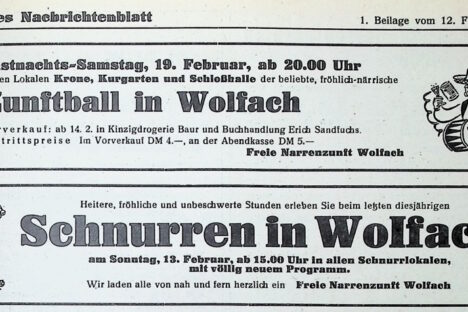 es Nachrichtenblatt
1. Beilage vom 12. F
stnachts-Samstag, 19. Februar, ab 20.00 Uhr
en Lokalen Krone, Kurgarten und Schloßhalle der beliebte, fröhlich-närrische
Zunftball in Wolfach
rverkauf: ab 14. 2. in Kinzigdrogerie Baur und Buchhandlung Erich Sandfuchs.
trittspreise Im Vorverkauf DM 4.—, an der Abendkasse DM 5.—
Freie Narrenzunft Wolfach
Heitere, fröhliche und unbeschwerte Stunden erleben Sie beim letzten diesjährigen
Schnurren in Wolfac
am Sonntag, 13. Februar, ab 15.00 Uhr in allen Schnurrlokalen,
mit völlig neuem Programm.
Wir laden alle von nah und fern herzlich ein Freie Narrenzunft Wolfach